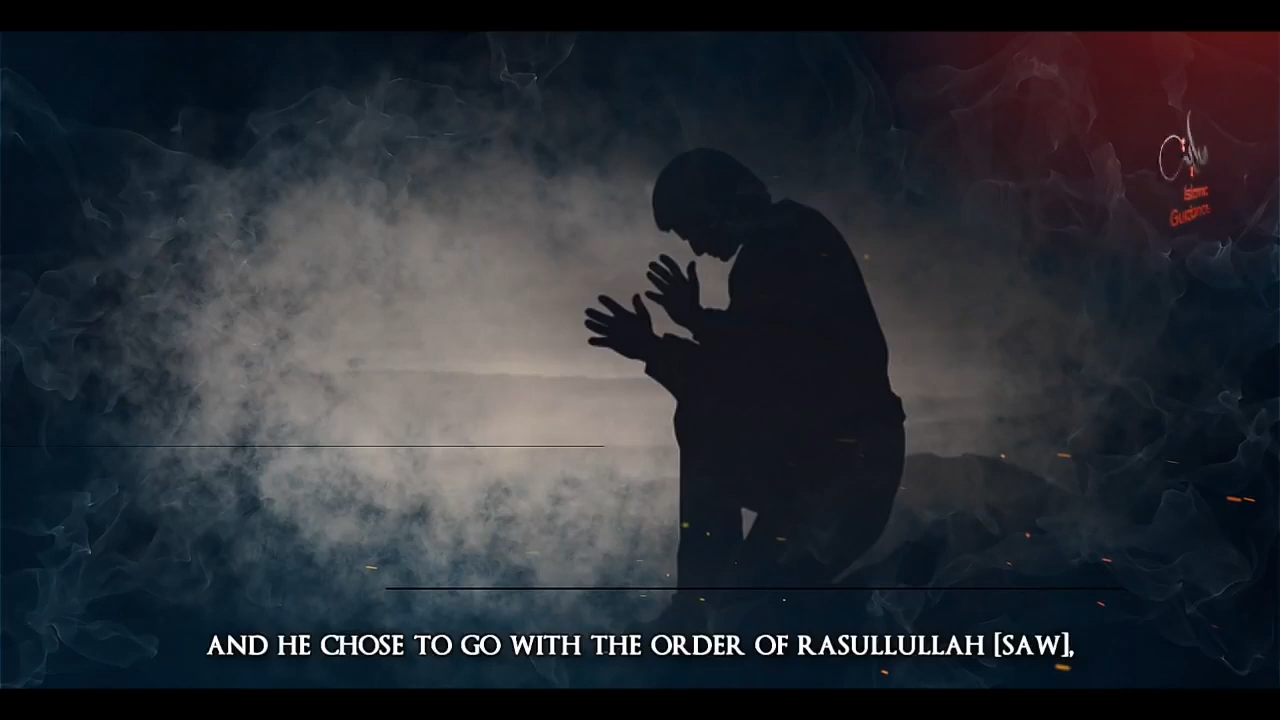 Islamic
Guidance
AND HE CHOSE TO GO WITH THE ORDER OF RASULLULLAH [SAW],